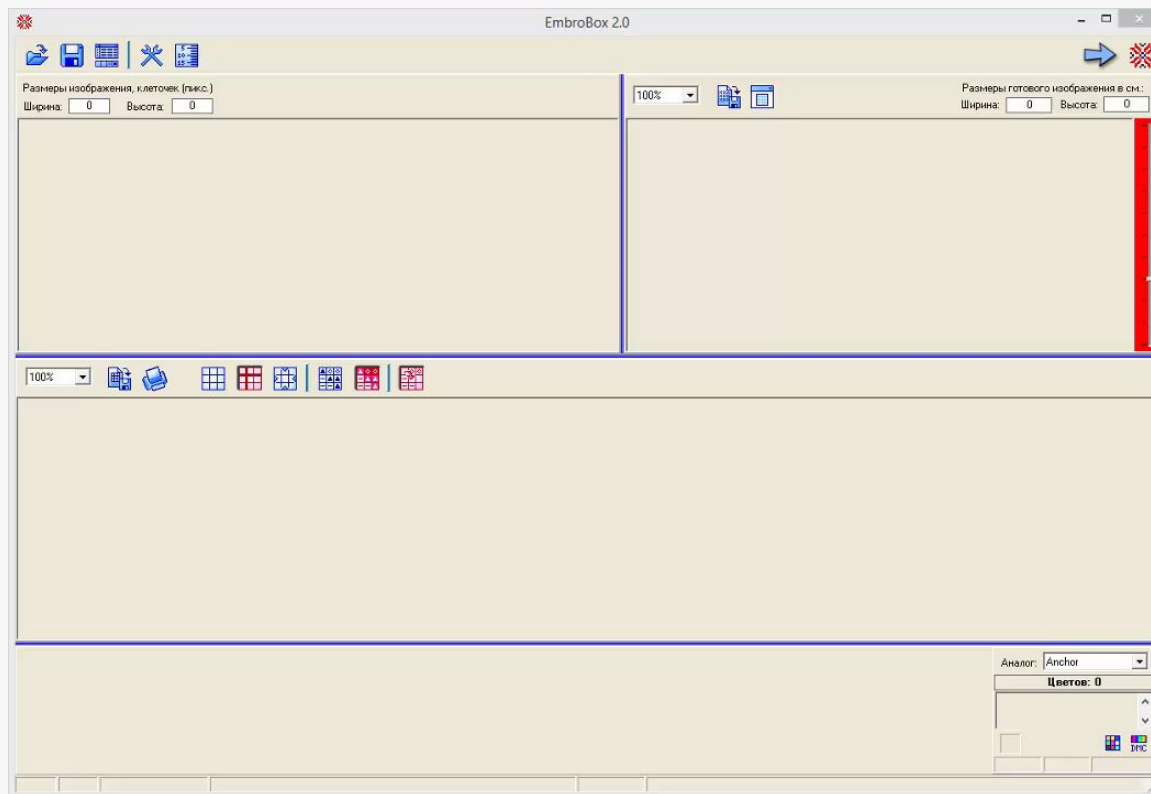 EmbroBox 2.0
Размеры изображения, клеточек (пикс.)
Ширина: 0 Высота: 0
100%
Размеры готового изображения в см.:
Ширина: 0 Высота: 0
100%
Аналог: Anchor
Цветов: 0
DMC